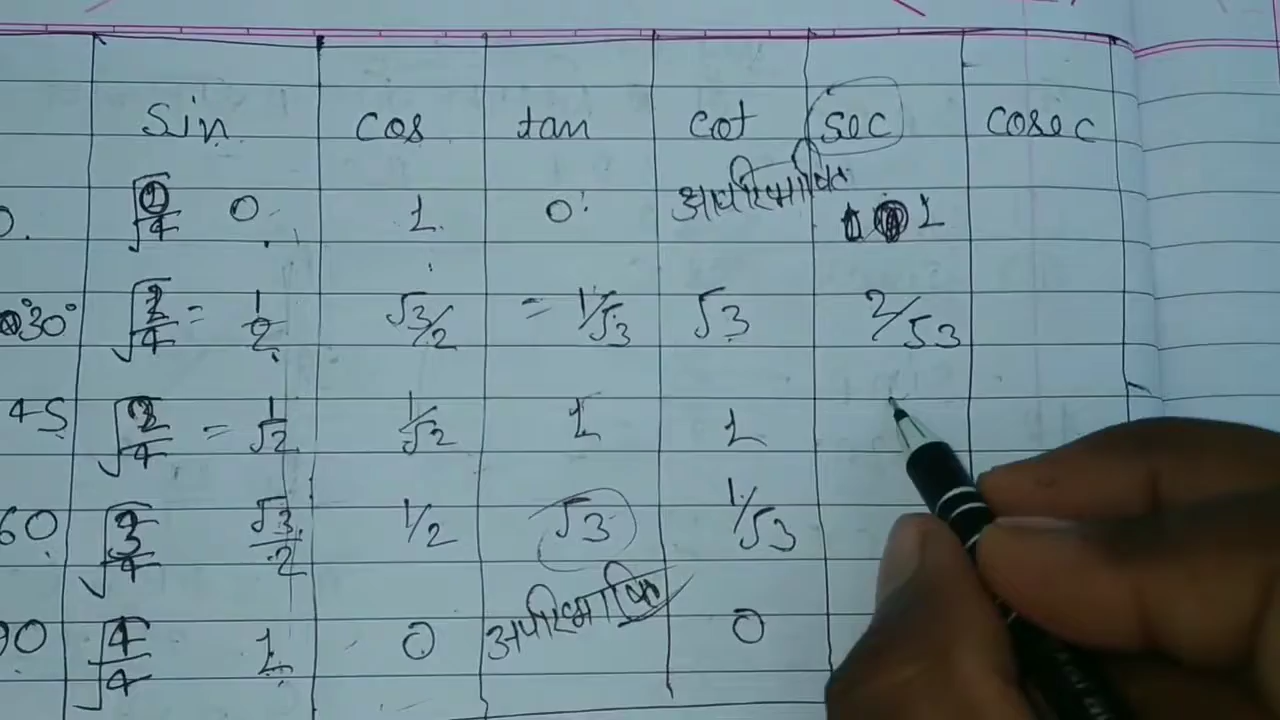 sin cos tan cot sec cosec
0. √0/4 0 1 0 अपरिभाषित 1
30° √2/4 = 1/2 √3/2 = 1/√3 √3 2/√3
45 √2/4 = 1/√2 1/√2 1 1
60 √3/4 √3/2 1/2 √3 1/√3
90 √4/4 1 0 अपरिभाषित 0